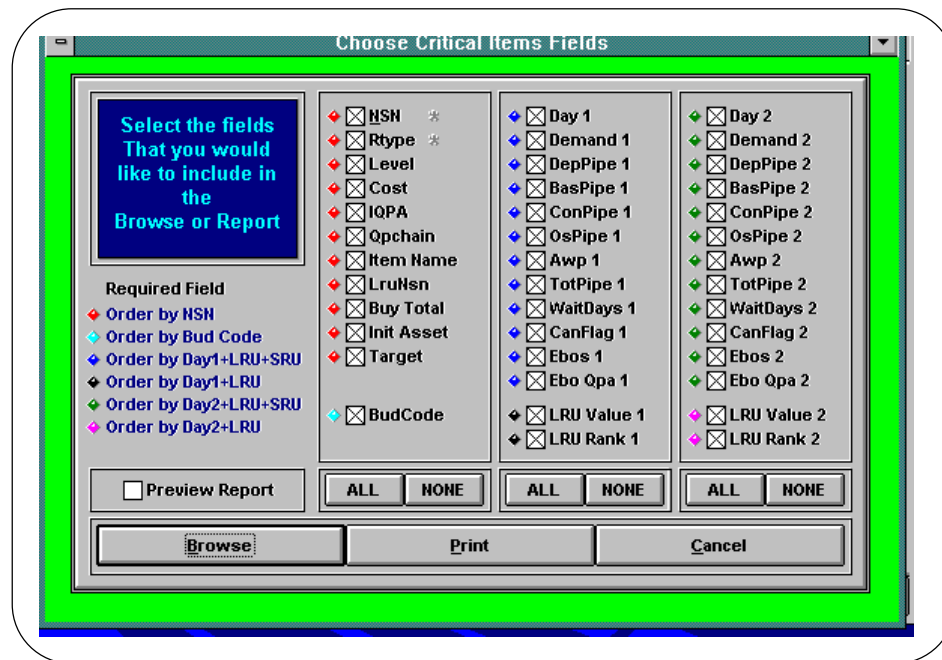 Choose Critical Items Fields
Select the fields
That you would
like to include in
the
Browse or Report
Required Field
Order by NSN
Order by Bud Code
Order by Day1+LRU+SRU
Order by Day1+LRU
Order by Day2+LRU+SRU
Order by Day2+LRU
Preview Report
NSN *
Rtype *
Level
Cost
IQPA
Qpchain
Item Name
LruNsn
Buy Total
Init Asset
Target
BudCode
ALL NONE
Day 1
Demand 1
DepPipe 1
BasPipe 1
ConPipe 1
OsPipe 1
Awp 1
TotPipe 1
WaitDays 1
CanFlag 1
Ebos 1
Ebo Qpa 1
LRU Value 1
LRU Rank 1
ALL NONE
Day 2
Demand 2
DepPipe 2
BasPipe 2
ConPipe 2
OsPipe 2
Awp 2
TotPipe 2
WaitDays 2
CanFlag 2
Ebos 2
Ebo Qpa 2
LRU Value 2
LRU Rank 2
ALL NONE
Browse Print Cancel